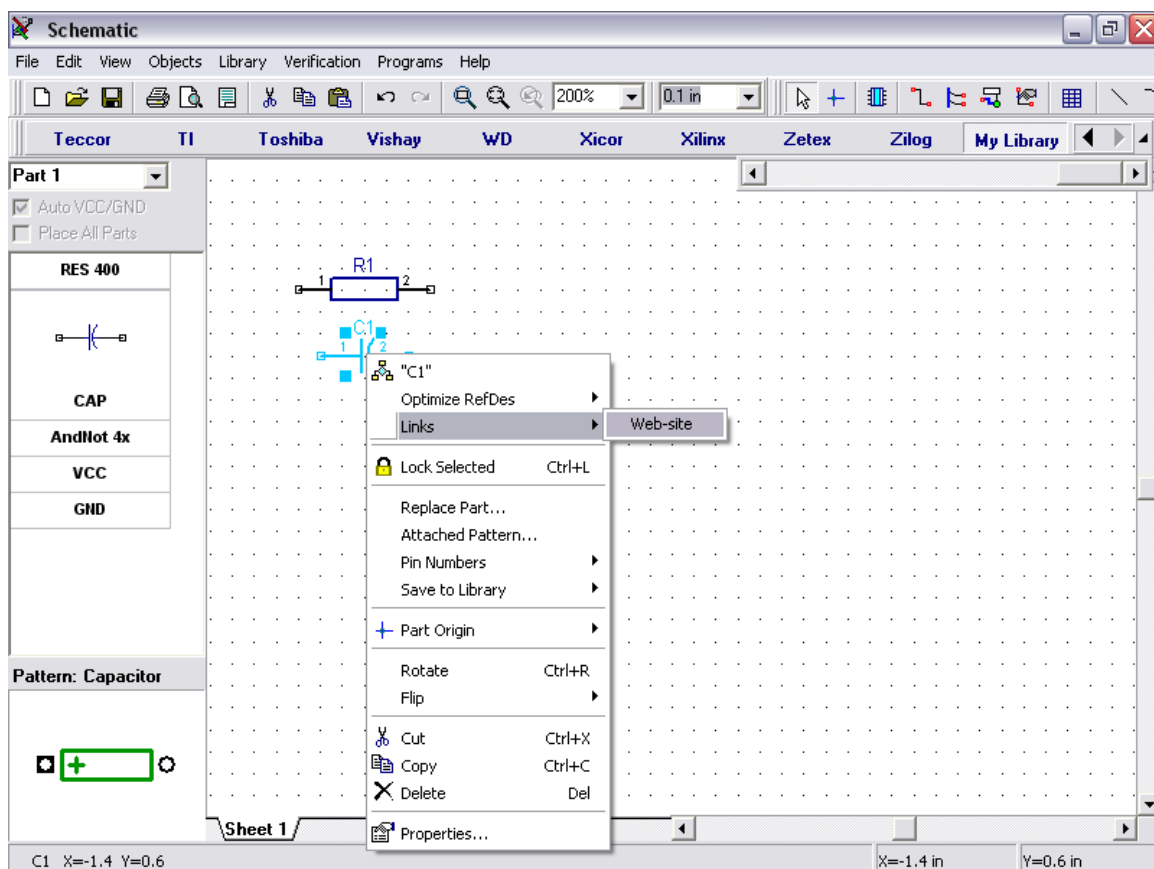 Schematic
File Edit View Objects Library Verification Programs Help
200% 0.1 in
Teccor TI Toshiba Vishay WD Xicor Xilinx Zetex Zilog My Library
Part 1
Auto VCC/GND
Place All Parts
RES 400
CAP
AndNot 4x
VCC
GND
R1
1 2
C1
1 2
"C1"
Optimize RefDes
Links
Web-site
Lock Selected Ctrl+L
Replace Part...
Attached Pattern...
Pin Numbers
Save to Library
Part Origin
Rotate Ctrl+R
Flip
Cut Ctrl+X
Copy Ctrl+C
Delete Del
Properties...
Pattern: Capacitor
Sheet 1
C1 X=-1.4 Y=0.6 X=-1.4 in Y=0.6 in